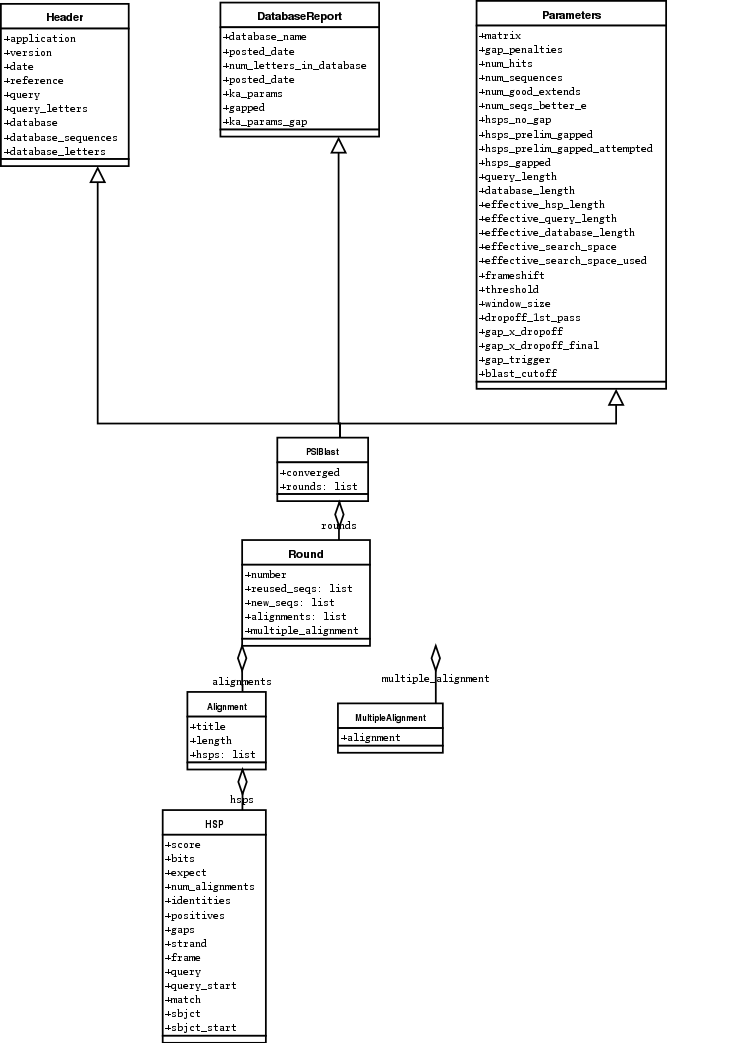 Header
+application
+version
+date
+reference
+query
+query_letters
+database
+database_sequences
+database_letters
DatabaseReport
+database_name
+posted_date
+num_letters_in_database
+posted_date
+ka_params
+gapped
+ka_params_gap
Parameters
+matrix
+gap_penalties
+num_hits
+num_sequences
+num_good_extends
+num_seqs_better_e
+hsps_no_gap
+hsps_prelim_gapped
+hsps_prelim_gapped_attempted
+hsps_gapped
+query_length
+database_length
+effective_hsp_length
+effective_query_length
+effective_database_length
+effective_search_space
+effective_search_space_used
+frameshift
+threshold
+window_size
+dropoff_1st_pass
+gap_x_dropoff
+gap_x_dropoff_final
+gap_trigger
+blast_cutoff
PSIBlast
+converged
+rounds: list
rounds
Round
+number
+reused_seqs: list
+new_seqs: list
+alignments: list
+multiple_alignment
alignments
multiple_alignment
Alignment
+title
+length
+hsps: list
MultipleAlignment
+alignment
hsps
HSP
+score
+bits
+expect
+num_alignments
+identities
+positives
+gaps
+strand
+frame
+query
+query_start
+match
+sbjct
+sbjct_start